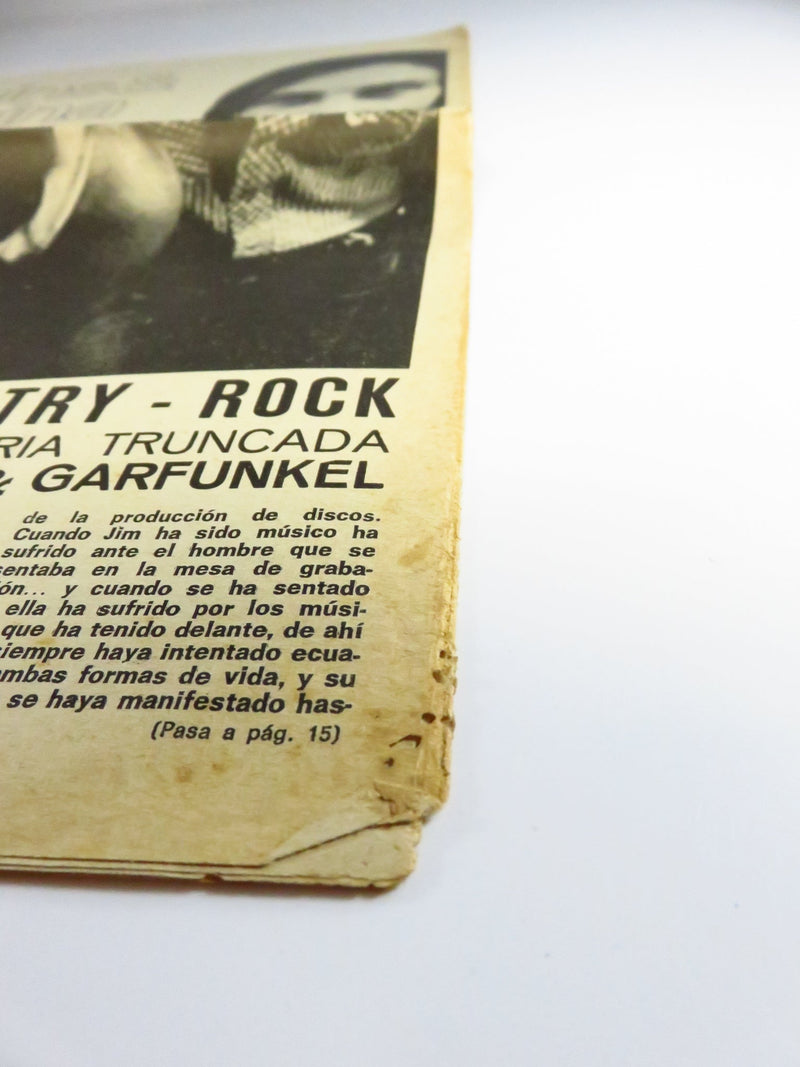 TRY - ROCK
RIA TRUNCADA
& GARFUNKEL
de la producción de discos.
Cuando Jim ha sido músico ha
sufrido ante el hombre que se
sentaba en la mesa de graba-
ón... y cuando se ha sentado
ella ha sufrido por los músi-
que ha tenido delante, de ahí
siempre haya intentado ecua-
ambas formas de vida, y su
se haya manifestado has-
(Pasa a pág. 15)